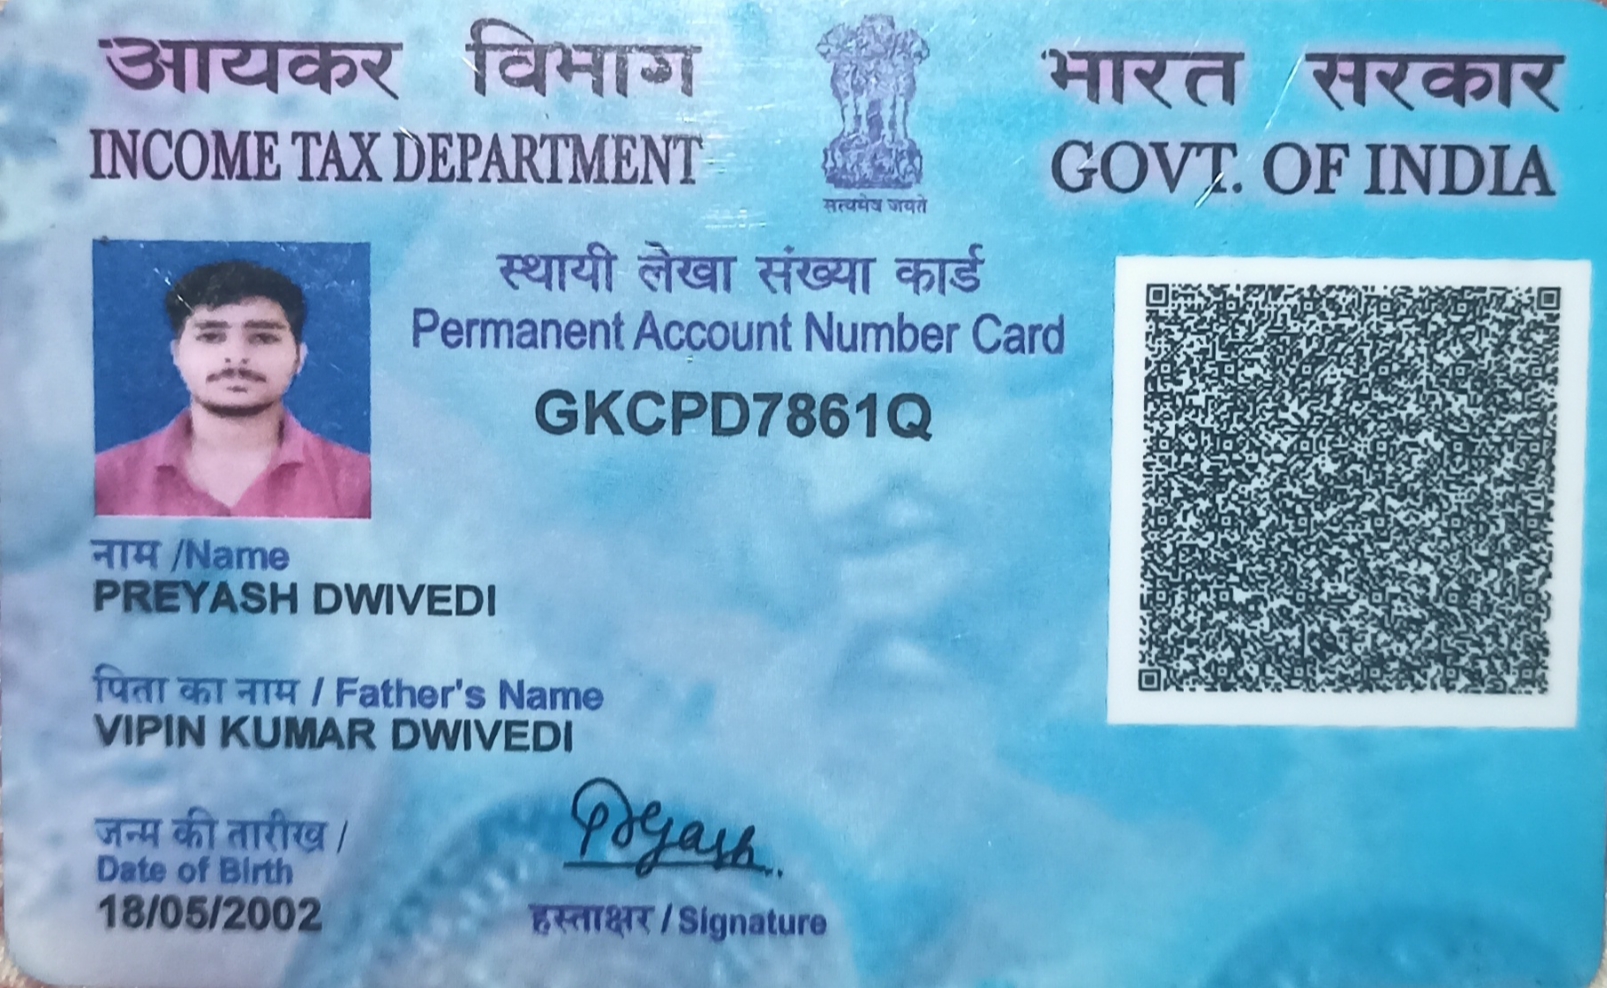 आयकर विभाग
INCOME TAX DEPARTMENT
सत्यमेव जयते
भारत सरकार
GOVT. OF INDIA
स्थायी लेखा संख्या कार्ड
Permanent Account Number Card
GKCPD7861Q
नाम /Name
PREYASH DWIVEDI
पिता का नाम / Father's Name
VIPIN KUMAR DWIVEDI
जन्म की तारीख /
Date of Birth
18/05/2002
हस्ताक्षर / Signature